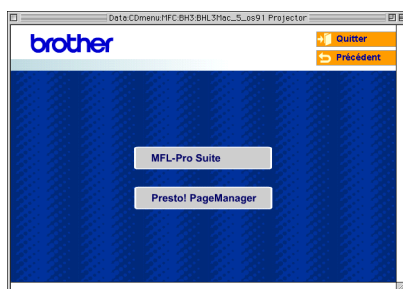 Data:CDmenu:MFC:BH3:BHL3Mac_5_os91 Projector
brother
Quitter
Précédent
MFL-Pro Suite
Presto! PageManager